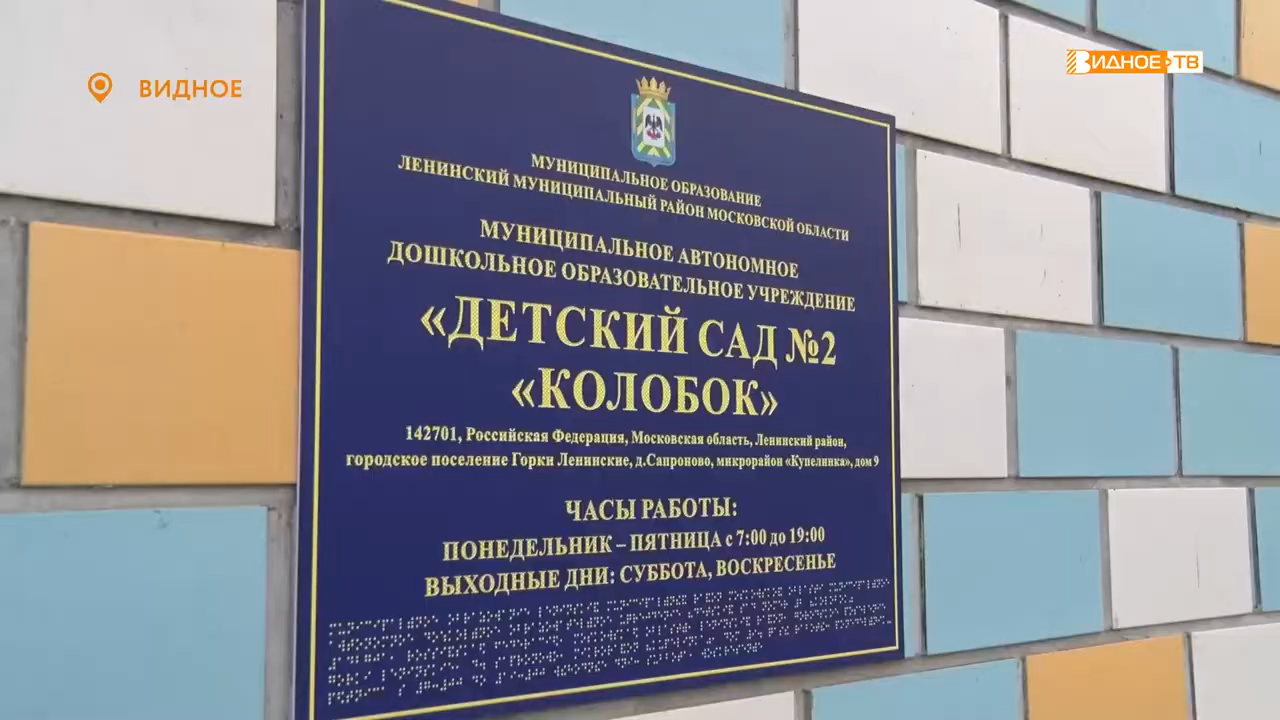 ВИДНОЕ
ВИДНОЕ ТВ
МУНИЦИПАЛЬНОЕ ОБРАЗОВАНИЕ
ЛЕНИНСКИЙ МУНИЦИПАЛЬНЫЙ РАЙОН МОСКОВСКОЙ ОБЛАСТИ
МУНИЦИПАЛЬНОЕ АВТОНОМНОЕ
ДОШКОЛЬНОЕ ОБРАЗОВАТЕЛЬНОЕ УЧРЕЖДЕНИЕ
«ДЕТСКИЙ САД №2
«КОЛОБОК»
142701, Российская Федерация, Московская область, Ленинский район,
городское поселение Горки Ленинские, д.Сапроново, микрорайон «Купелинка», дом 9
ЧАСЫ РАБОТЫ:
ПОНЕДЕЛЬНИК – ПЯТНИЦА с 7:00 до 19:00
ВЫХОДНЫЕ ДНИ: СУББОТА, ВОСКРЕСЕНЬЕ